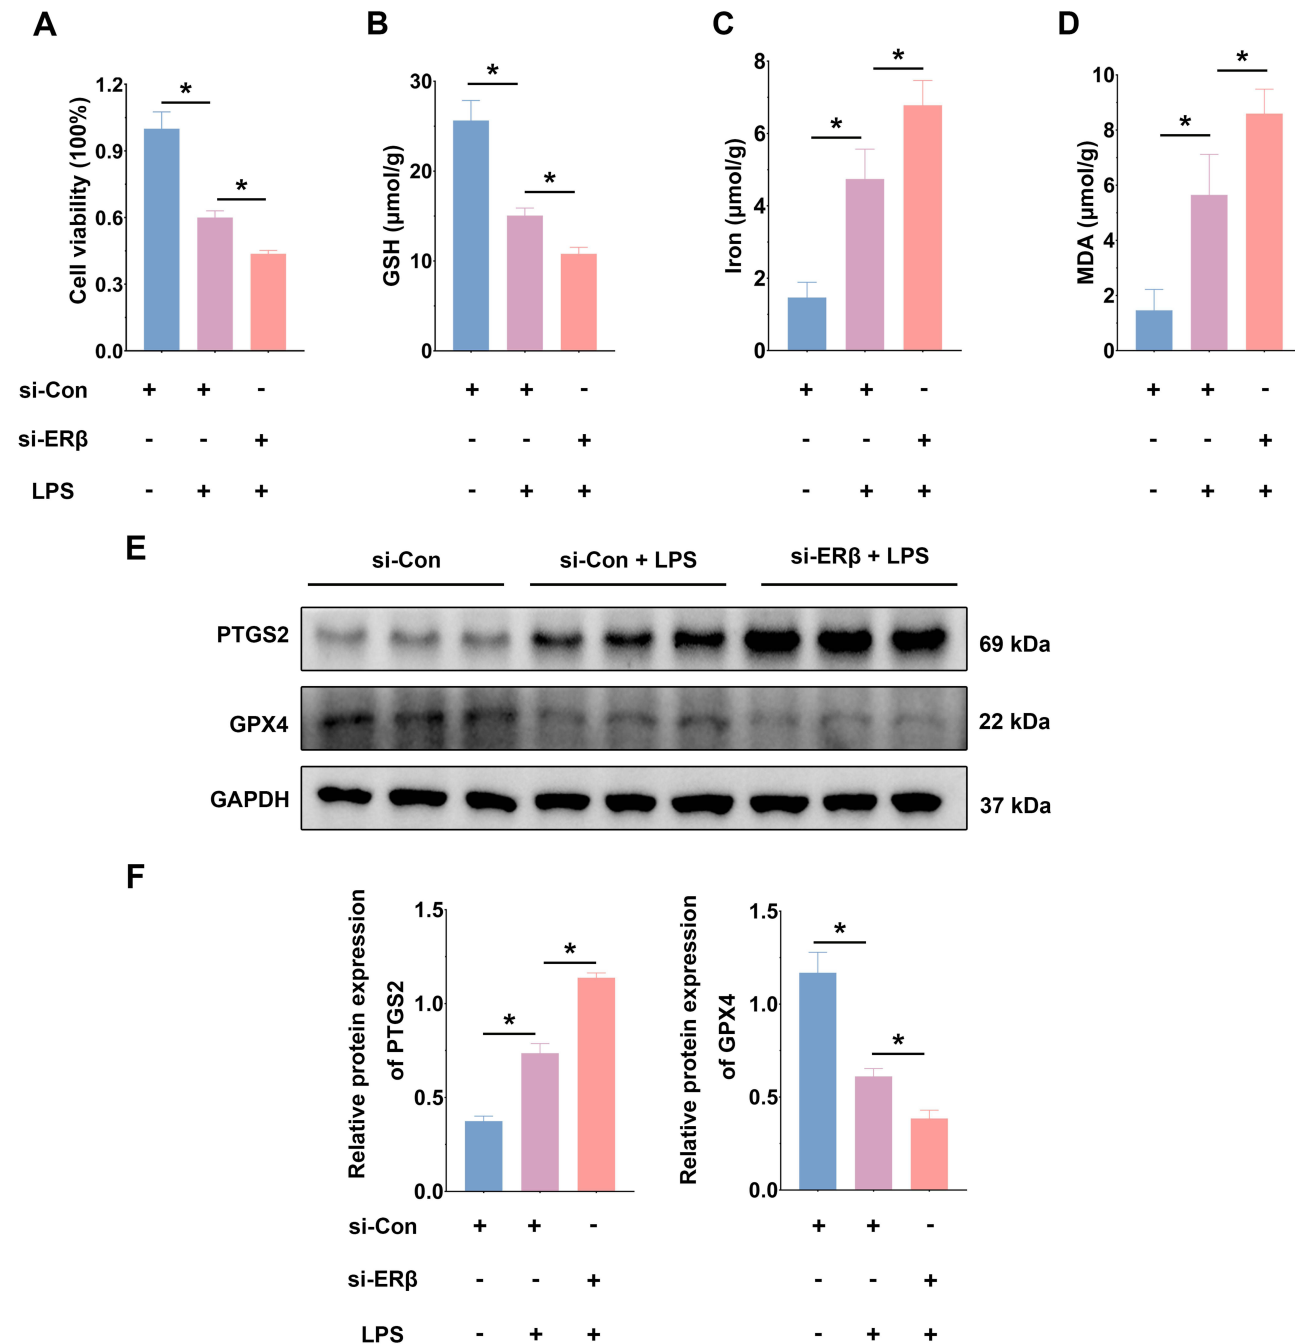 A
B
C
D
Cell viability (100%)
1.2
0.9
0.6
0.3
0.0
*
*
GSH (μmol/g)
30
20
10
0
*
*
Iron (μmol/g)
8
6
4
2
0
*
*
MDA (μmol/g)
10
8
6
4
2
0
*
*
si-Con + + - + + - + + - + + -
si-ERβ - - + - - + - - + - - +
LPS - + + - + + - + + - + +
E
si-Con si-Con + LPS si-ERβ + LPS
PTGS2 69 kDa
GPX4 22 kDa
GAPDH 37 kDa
F
Relative protein expression
of PTGS2
1.5
1.0
0.5
0.0
*
*
Relative protein expression
of GPX4
1.5
1.0
0.5
0.0
*
*
si-Con + + - + + -
si-ERβ - - + - - +
LPS - + + - + +